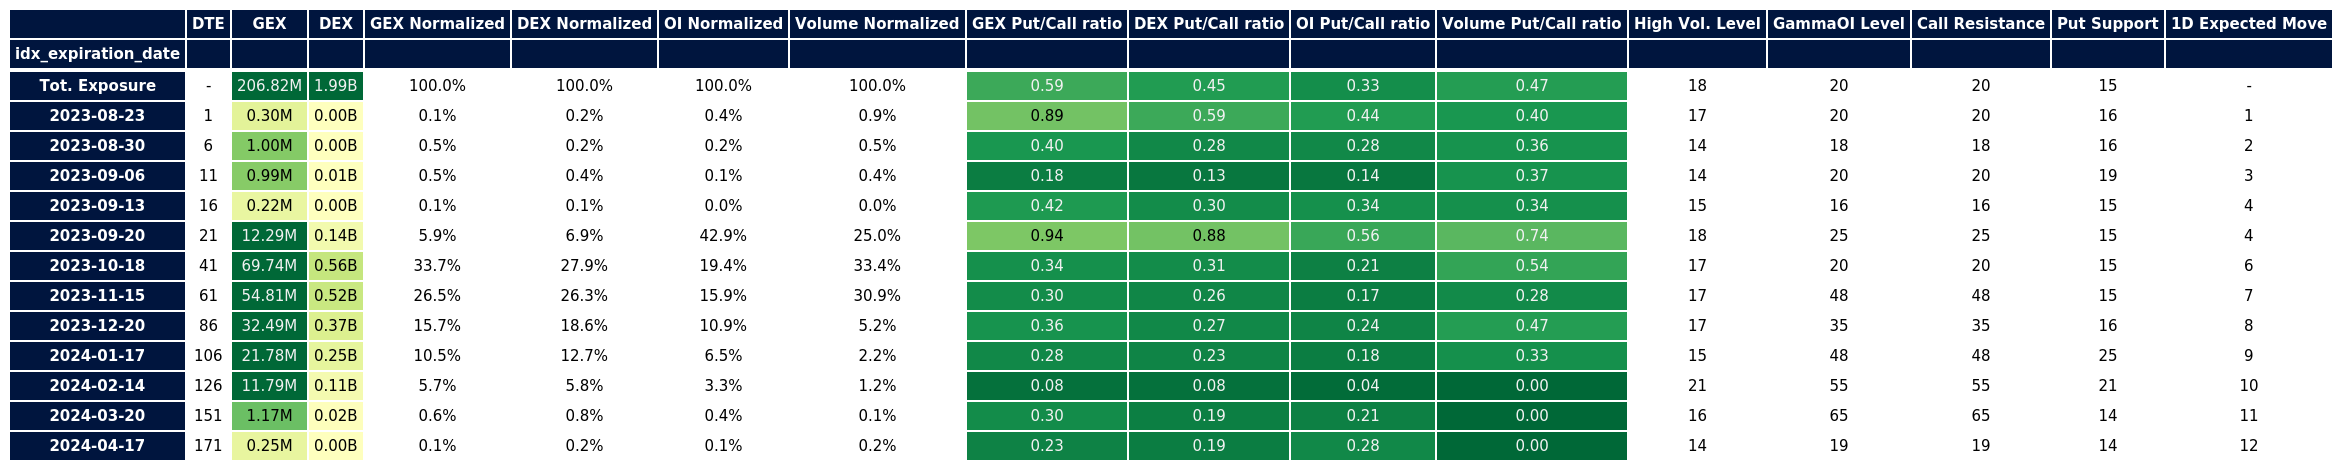 DTE GEX DEX GEX Normalized DEX Normalized OI Normalized Volume Normalized GEX Put/Call ratio DEX Put/Call ratio OI Put/Call ratio Volume Put/Call ratio High Vol. Level GammaOI Level Call Resistance Put Support 1D Expected Move
idx_expiration_date
Tot. Exposure - 206.82M 1.99B 100.0% 100.0% 100.0% 100.0% 0.59 0.45 0.33 0.47 18 20 20 15 -
2023-08-23 1 0.30M 0.00B 0.1% 0.2% 0.4% 0.9% 0.89 0.59 0.44 0.40 17 20 20 16 1
2023-08-30 6 1.00M 0.00B 0.5% 0.2% 0.2% 0.5% 0.40 0.28 0.28 0.36 14 18 18 16 2
2023-09-06 11 0.99M 0.01B 0.5% 0.4% 0.1% 0.4% 0.18 0.13 0.14 0.37 14 20 20 19 3
2023-09-13 16 0.22M 0.00B 0.1% 0.1% 0.0% 0.0% 0.42 0.30 0.34 0.34 15 16 16 15 4
2023-09-20 21 12.29M 0.14B 5.9% 6.9% 42.9% 25.0% 0.94 0.88 0.56 0.74 18 25 25 15 4
2023-10-18 41 69.74M 0.56B 33.7% 27.9% 19.4% 33.4% 0.34 0.31 0.21 0.54 17 20 20 15 6
2023-11-15 61 54.81M 0.52B 26.5% 26.3% 15.9% 30.9% 0.30 0.26 0.17 0.28 17 48 48 15 7
2023-12-20 86 32.49M 0.37B 15.7% 18.6% 10.9% 5.2% 0.36 0.27 0.24 0.47 17 35 35 16 8
2024-01-17 106 21.78M 0.25B 10.5% 12.7% 6.5% 2.2% 0.28 0.23 0.18 0.33 15 48 48 25 9
2024-02-14 126 11.79M 0.11B 5.7% 5.8% 3.3% 1.2% 0.08 0.08 0.04 0.00 21 55 55 21 10
2024-03-20 151 1.17M 0.02B 0.6% 0.8% 0.4% 0.1% 0.30 0.19 0.21 0.00 16 65 65 14 11
2024-04-17 171 0.25M 0.00B 0.1% 0.2% 0.1% 0.2% 0.23 0.19 0.28 0.00 14 19 19 14 12